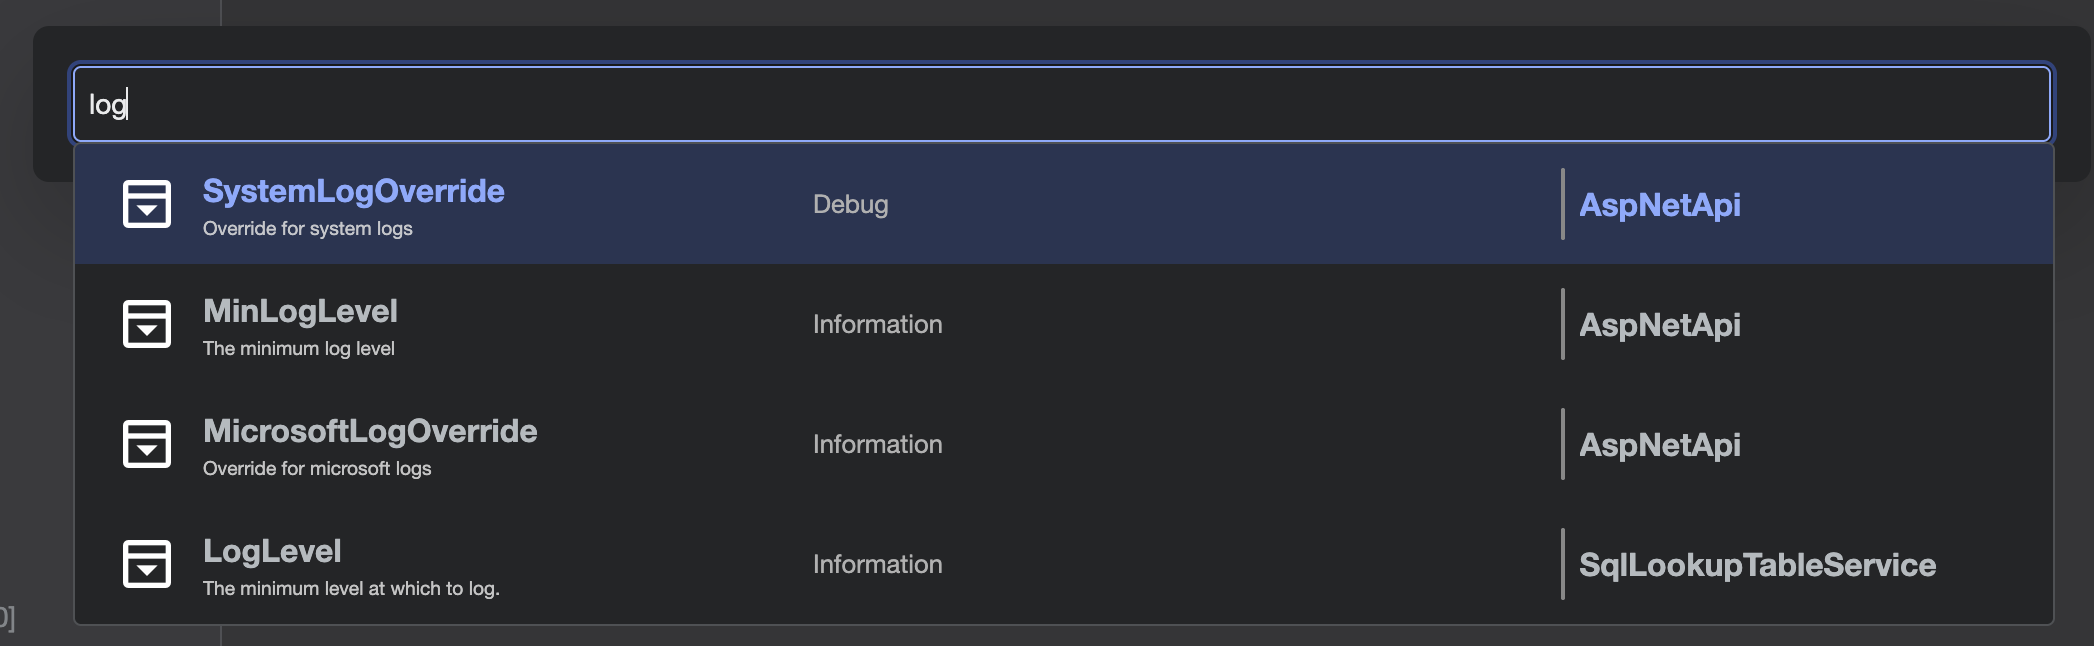 log
SystemLogOverride
Override for system logs
Debug
AspNetApi
MinLogLevel
The minimum log level
Information
AspNetApi
MicrosoftLogOverride
Override for microsoft logs
Information
AspNetApi
LogLevel
The minimum level at which to log.
Information
SqlLookupTableService